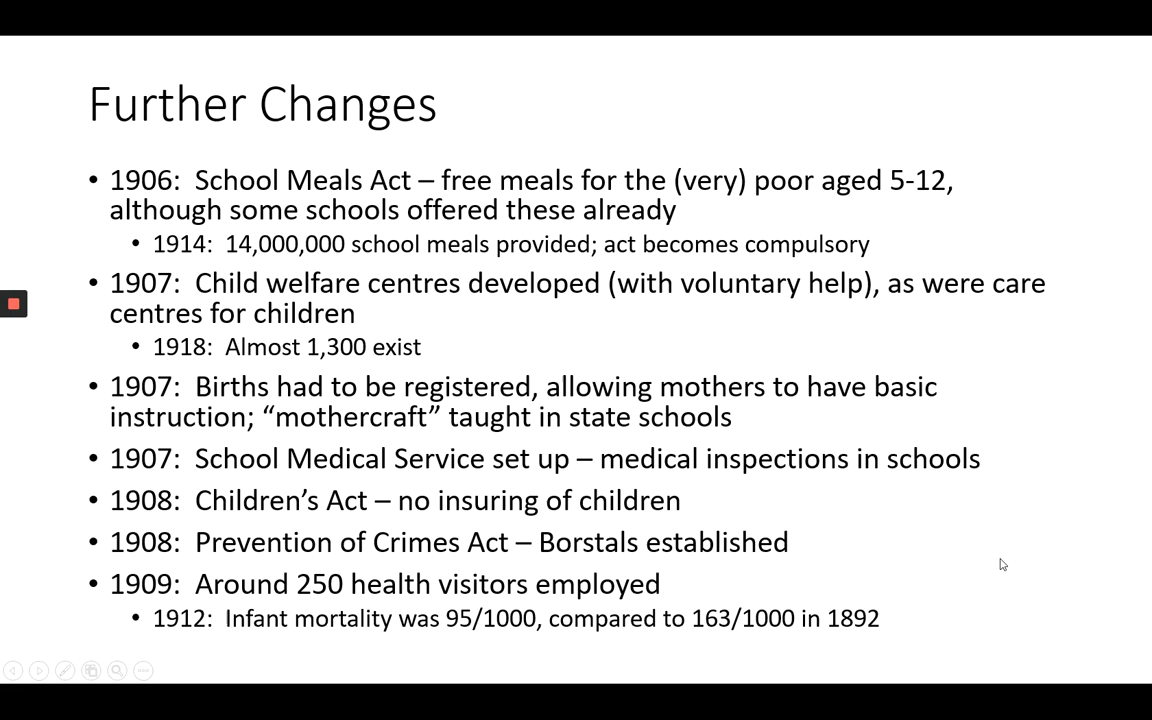 Further Changes
• 1906:  School Meals Act – free meals for the (very) poor aged 5-12,
although some schools offered these already
• 1914:  14,000,000 school meals provided; act becomes compulsory
• 1907:  Child welfare centres developed (with voluntary help), as were care
centres for children
• 1918:  Almost 1,300 exist
• 1907:  Births had to be registered, allowing mothers to have basic
instruction; “mothercraft” taught in state schools
• 1907:  School Medical Service set up – medical inspections in schools
• 1908:  Children’s Act – no insuring of children
• 1908:  Prevention of Crimes Act – Borstals established
• 1909:  Around 250 health visitors employed
• 1912:  Infant mortality was 95/1000, compared to 163/1000 in 1892